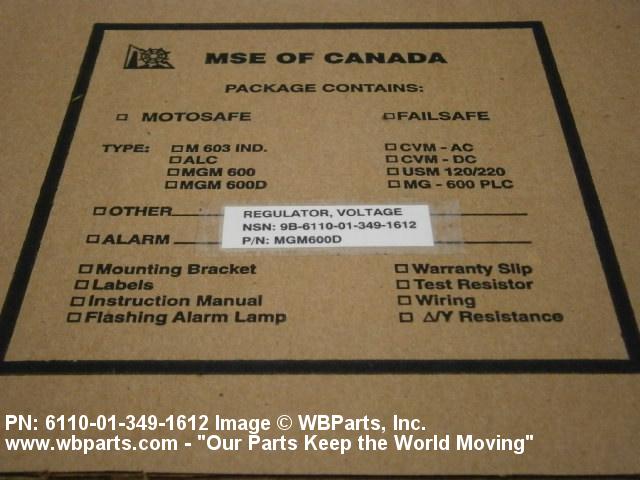 MSE OF CANADA
PACKAGE CONTAINS:
MOTOSAFE FAILSAFE
TYPE: M 603 IND. CVM - AC
ALC CVM - DC
MGM 600 USM 120/220
MGM 600D MG - 600 PLC
OTHER
REGULATOR, VOLTAGE
NSN: 9B-6110-01-349-1612
ALARM
P/N: MGM600D
Mounting Bracket Warranty Slip
Labels Test Resistor
Instruction Manual Wiring
Flashing Alarm Lamp Δ/Y Resistance
PN: 6110-01-349-1612 Image © WBParts, Inc.
www.wbparts.com - "Our Parts Keep the World Moving"